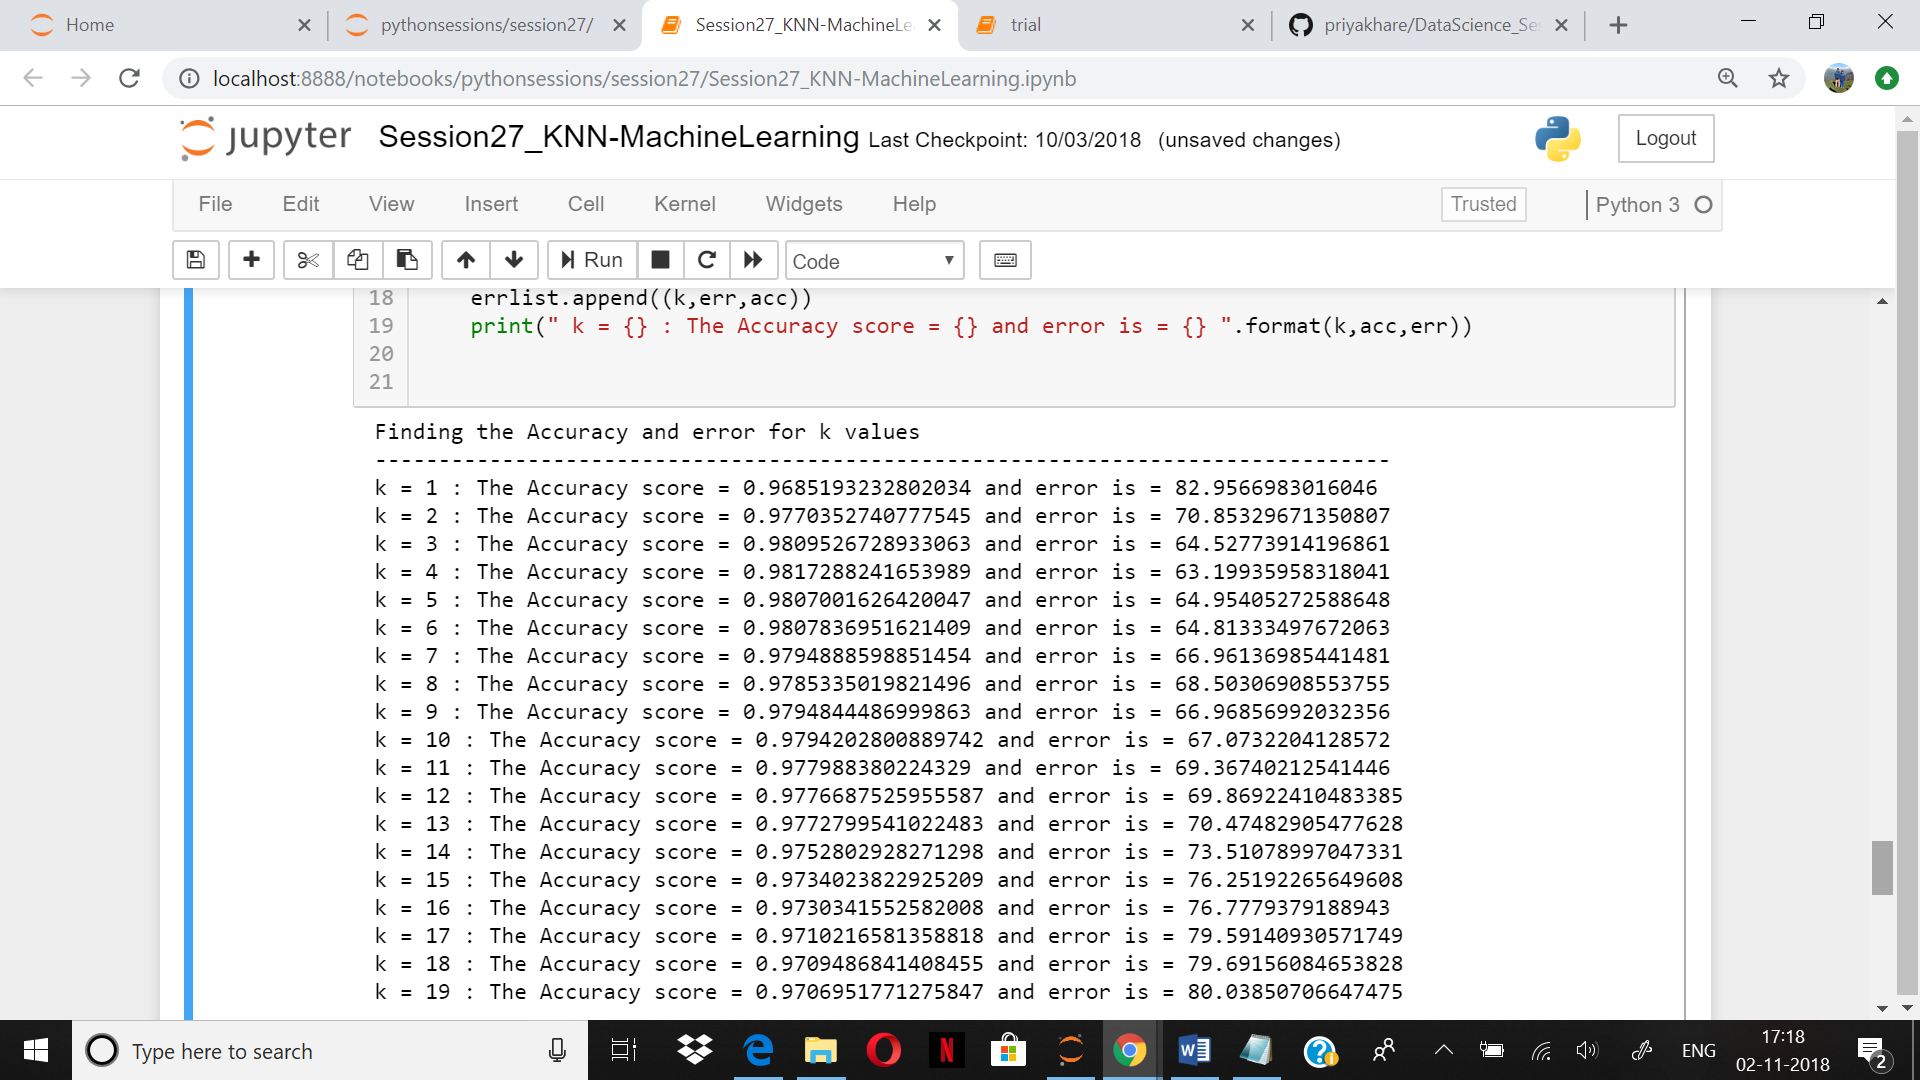 Home
pythonsessions/session27/
Session27_KNN-MachineLe
trial
priyakhare/DataScience_Se
localhost:8888/notebooks/pythonsessions/session27/Session27_KNN-MachineLearning.ipynb
jupyter Session27_KNN-MachineLearning Last Checkpoint: 10/03/2018 (unsaved changes)
Logout
File Edit View Insert Cell Kernel Widgets Help Trusted Python 3
Run Code
18 errlist.append((k,err,acc))
19 print(" k = {} : The Accuracy score = {} and error is = {} ".format(k,acc,err))
20
21
Finding the Accuracy and error for k values
--------------------------------------------------------------------------------
k = 1 : The Accuracy score = 0.9685193232802034 and error is = 82.9566983016046
k = 2 : The Accuracy score = 0.9770352740777545 and error is = 70.85329671350807
k = 3 : The Accuracy score = 0.9809526728933063 and error is = 64.52773914196861
k = 4 : The Accuracy score = 0.9817288241653989 and error is = 63.19935958318041
k = 5 : The Accuracy score = 0.9807001626420047 and error is = 64.95405272588648
k = 6 : The Accuracy score = 0.9807836951621409 and error is = 64.81333497672063
k = 7 : The Accuracy score = 0.9794888598851454 and error is = 66.96136985441481
k = 8 : The Accuracy score = 0.9785335019821496 and error is = 68.50306908553755
k = 9 : The Accuracy score = 0.9794844486999863 and error is = 66.96856992032356
k = 10 : The Accuracy score = 0.9794202800889742 and error is = 67.0732204128572
k = 11 : The Accuracy score = 0.977988380224329 and error is = 69.36740212541446
k = 12 : The Accuracy score = 0.9776687525955587 and error is = 69.86922410483385
k = 13 : The Accuracy score = 0.9772799541022483 and error is = 70.47482905477628
k = 14 : The Accuracy score = 0.9752802928271298 and error is = 73.51078997047331
k = 15 : The Accuracy score = 0.9734023822925209 and error is = 76.25192265649608
k = 16 : The Accuracy score = 0.9730341552582008 and error is = 76.7779379188943
k = 17 : The Accuracy score = 0.9710216581358818 and error is = 79.59140930571749
k = 18 : The Accuracy score = 0.9709486841408455 and error is = 79.69156084653828
k = 19 : The Accuracy score = 0.9706951771275847 and error is = 80.03850706647475
Type here to search
ENG
17:18
02-11-2018
2